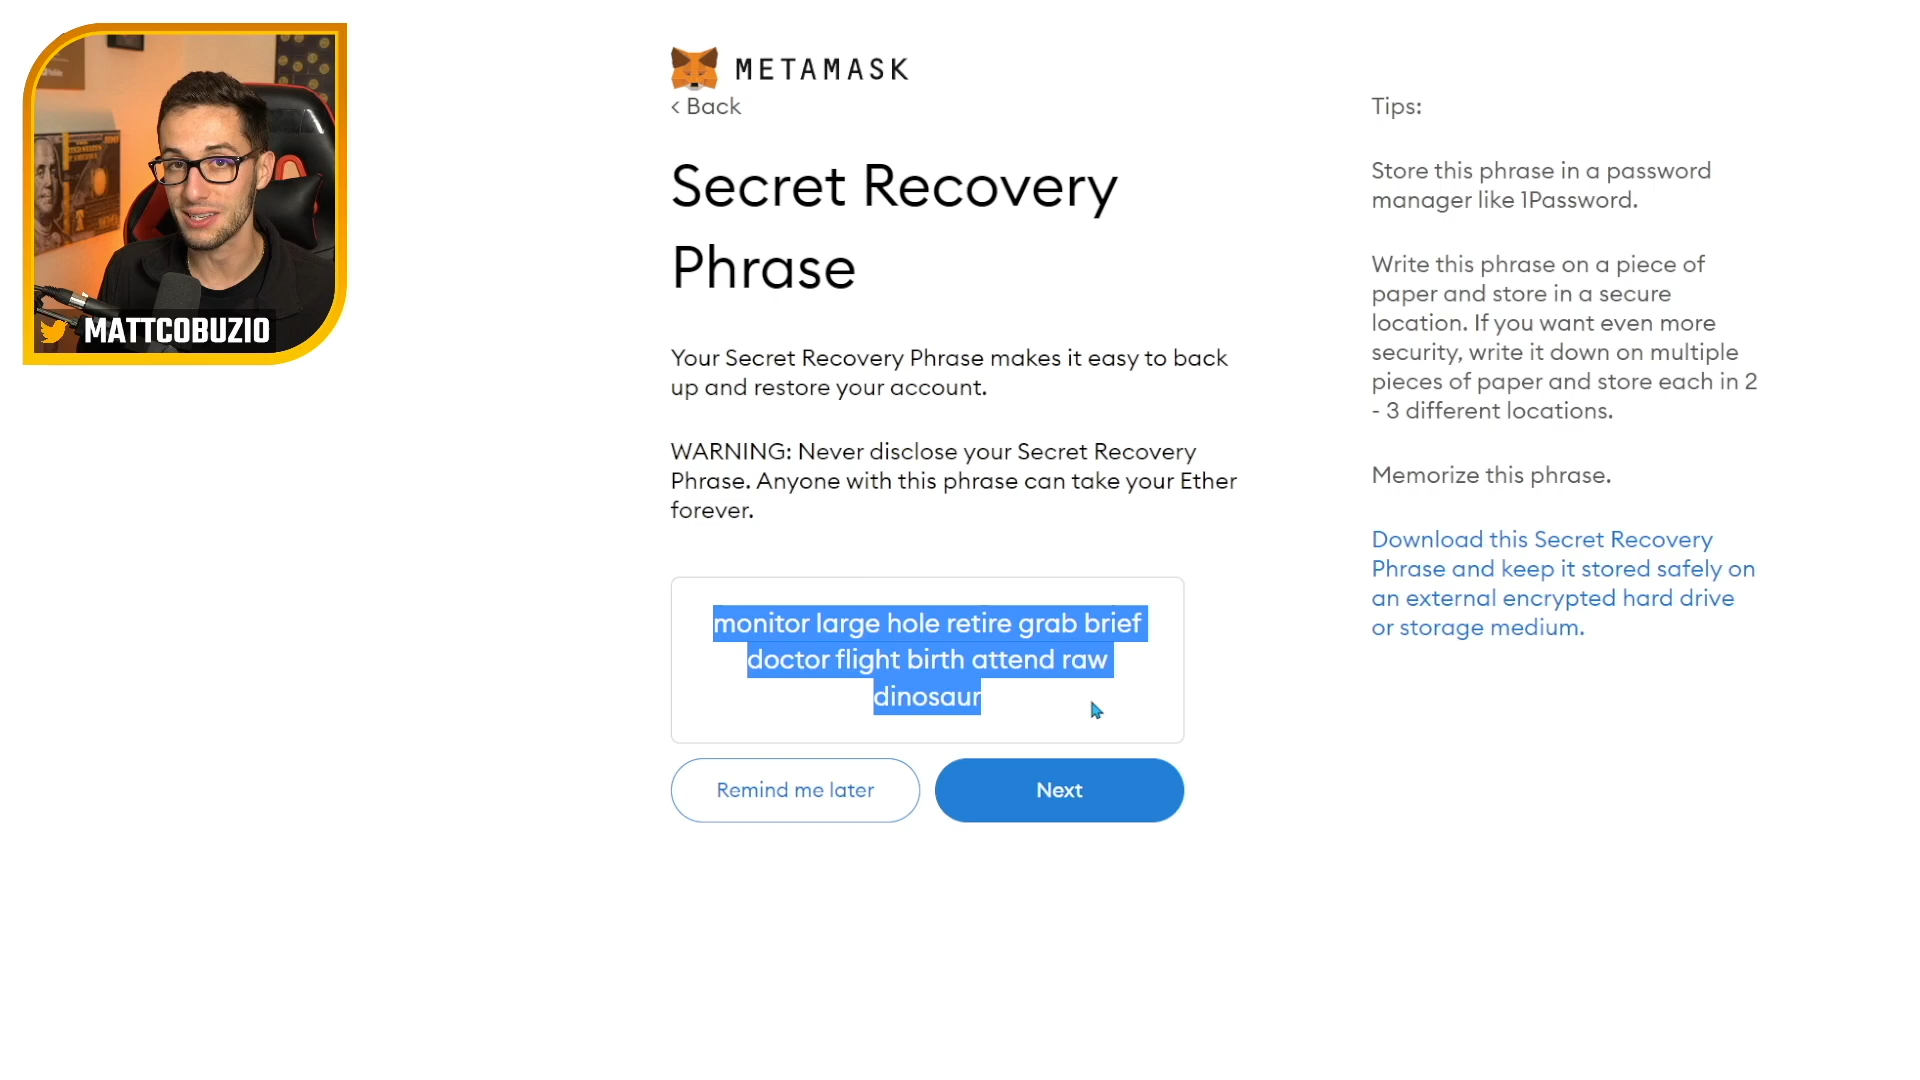 METAMASK
< Back
Secret Recovery
Phrase
Your Secret Recovery Phrase makes it easy to back
up and restore your account.
WARNING: Never disclose your Secret Recovery
Phrase. Anyone with this phrase can take your Ether
forever.
monitor large hole retire grab brief
doctor flight birth attend raw
dinosaur
Remind me later
Next
Tips:
Store this phrase in a password
manager like 1Password.
Write this phrase on a piece of
paper and store in a secure
location. If you want even more
security, write it down on multiple
pieces of paper and store each in 2
- 3 different locations.
Memorize this phrase.
Download this Secret Recovery
Phrase and keep it stored safely on
an external encrypted hard drive
or storage medium.
MATTCOBUZIO